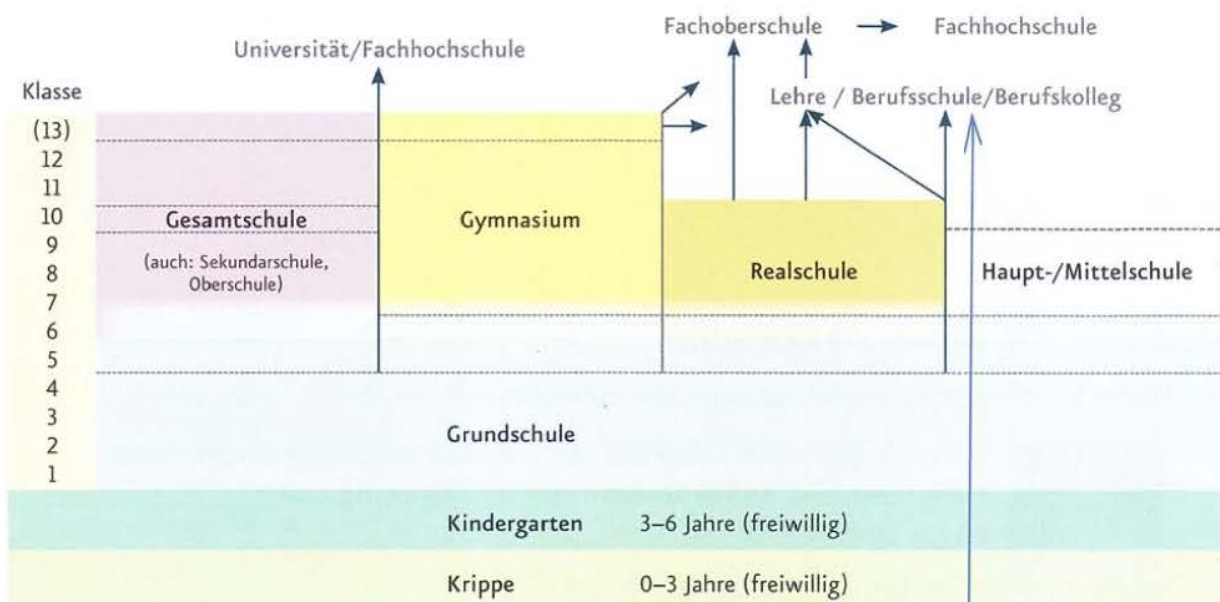 Fachoberschule → Fachhochschule
Universität/Fachhochschule
Klasse
Lehre / Berufsschule/Berufskolleg
(13)
12
11
10
Gesamtschule
Gymnasium
9
(auch: Sekundarschule,
Oberschule)
8
Realschule
Haupt-/Mittelschule
7
6
5
4
3
Grundschule
2
1
Kindergarten 3–6 Jahre (freiwillig)
Krippe 0–3 Jahre (freiwillig)